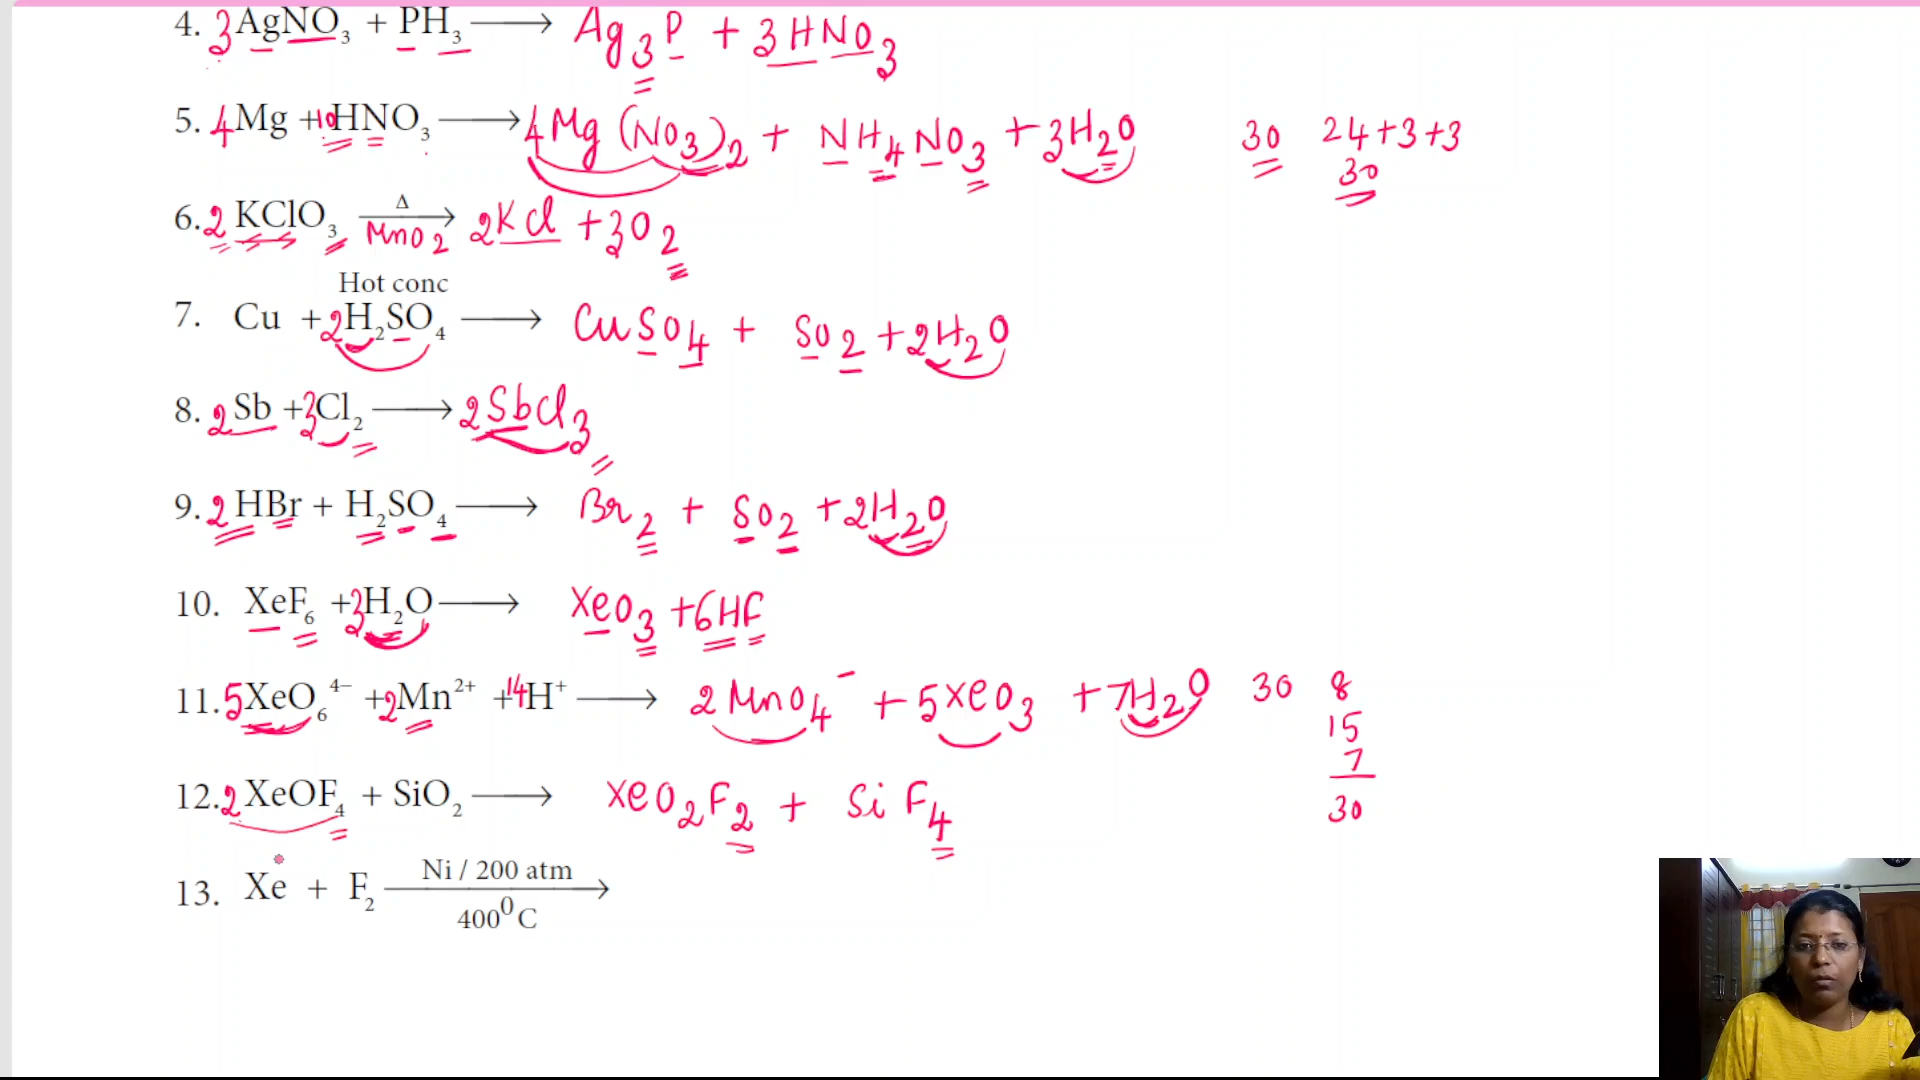 4. 3AgNO₃ + PH₃ ⟶ Ag₃P + 3HNO₃
5. 4Mg + 10HNO₃ ⟶ 4Mg(NO₃)₂ + NH₄NO₃ + 3H₂O 30 24+3+3
30
6. 2KClO₃ ⟶ 2KCl + 3O₂
Δ
MnO₂
Hot conc
7. Cu + 2H₂SO₄ ⟶ CuSO₄ + SO₂ + 2H₂O
8. 2Sb + 3Cl₂ ⟶ 2SbCl₃
9. 2HBr + H₂SO₄ ⟶ Br₂ + SO₂ + 2H₂O
10. XeF₆ + 3H₂O ⟶ XeO₃ + 6HF
11. 5XeO₆⁴⁻ + 2Mn²⁺ + 14H⁺ ⟶ 2MnO₄⁻ + 5XeO₃ + 7H₂O 30 8
15
7
30
12. 2XeOF₄ + SiO₂ ⟶ XeO₂F₂ + SiF₄
Ni / 200 atm
13. Xe + F₂ ⟶
400⁰C